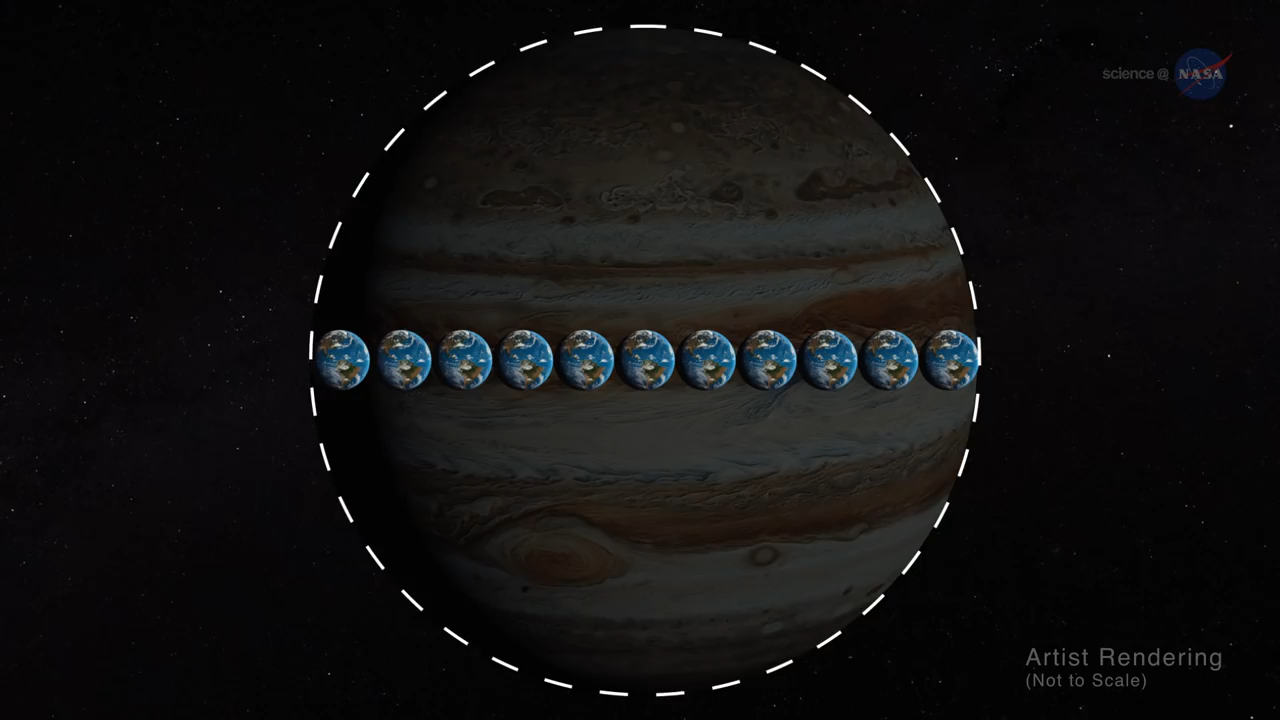 science @ NASA
Artist Rendering
(Not to Scale)